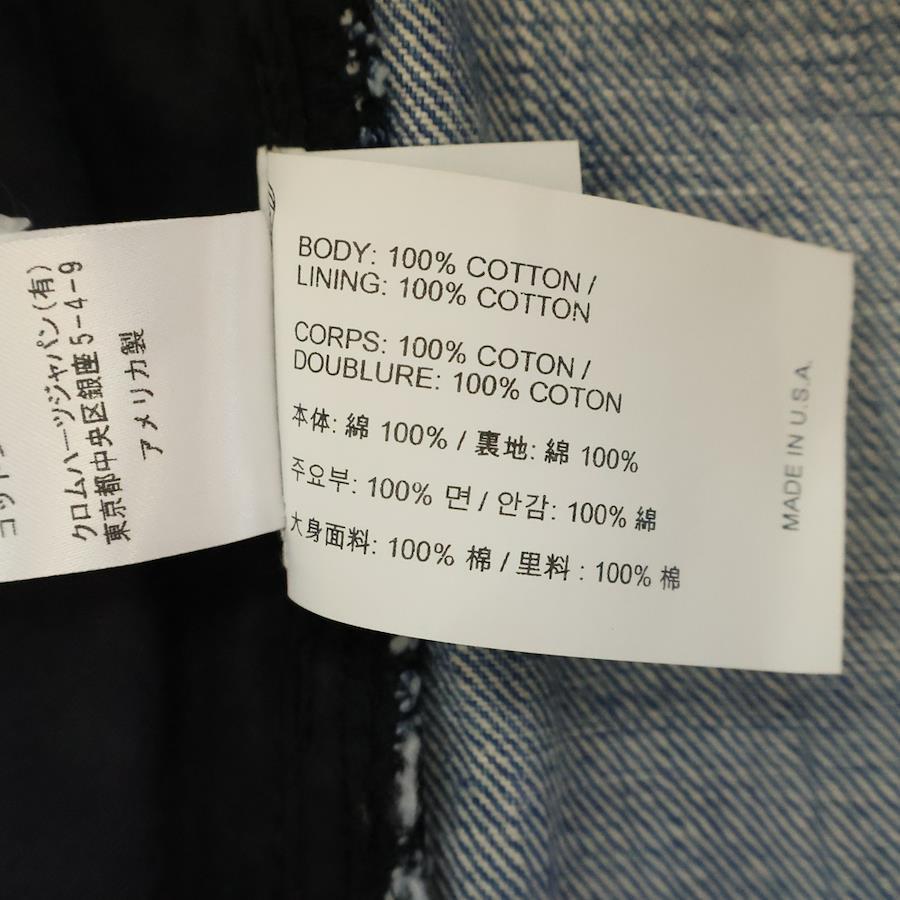 BODY: 100% COTTON /
LINING: 100% COTTON
CORPS: 100% COTON /
DOUBLURE: 100% COTON
本体: 綿 100% / 裏地: 綿 100%
주요부: 100% 면 / 안감: 100% 綿
大身面料: 100% 棉 / 里料 : 100% 棉
MADE IN U.S.A.
クロムハーツジャパン(有)
東京都中央区銀座5-4-9
アメリカ製